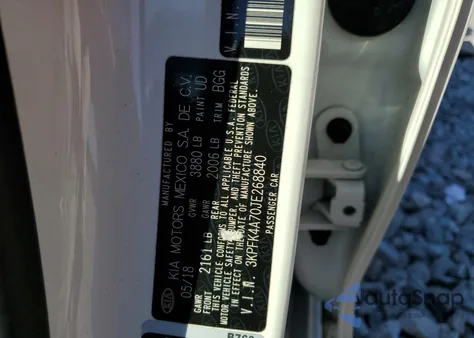 V.I.N.
MANUFACTURED BY
KIA MOTORS MEXICO S.A. DE C.V.
05/18 GVWR 3880 LB PAINT UD
GAWR FRONT 2161 LB GAWR REAR 2006 LB TRIM BGG
THIS VEHICLE CONFORMS TO ALL APPLICABLE U.S.A. FEDERAL
MOTOR VEHICLE SAFETY, BUMPER, AND THEFT PREVENTION STANDARDS
IN EFFECT ON THE DATE OF MANUFACTURE SHOWN ABOVE.
V.I.N. 3KPFK4A70JE268840
PASSENGER CAR
KIA
AutoSnap